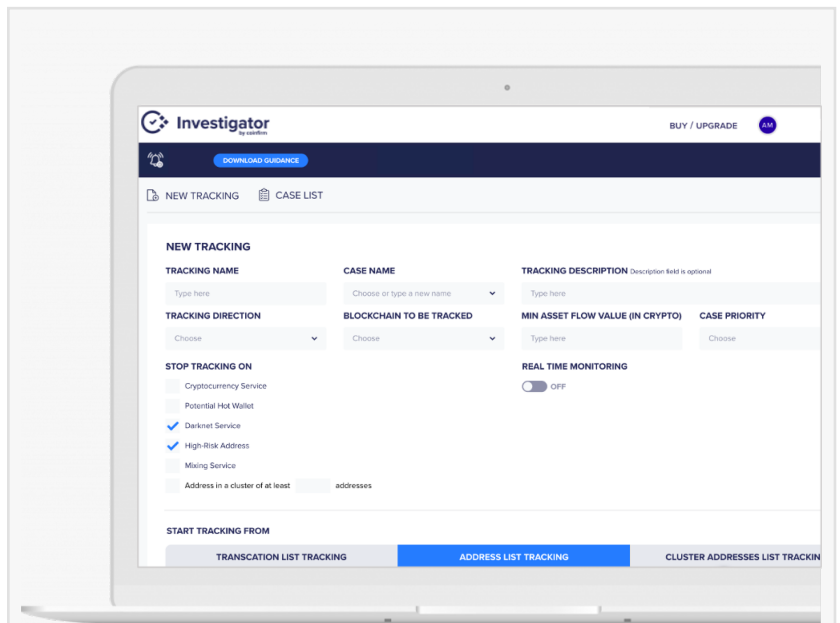 Investigator
by coinfirm
BUY / UPGRADE AM
DOWNLOAD GUIDANCE
NEW TRACKING CASE LIST
NEW TRACKING
TRACKING NAME CASE NAME TRACKING DESCRIPTION Description field is optional
Type here Choose or type a new name Type here
TRACKING DIRECTION BLOCKCHAIN TO BE TRACKED MIN ASSET FLOW VALUE (IN CRYPTO) CASE PRIORITY
Choose Choose Type here Choose
STOP TRACKING ON REAL TIME MONITORING
Cryptocurrency Service OFF
Potential Hot Wallet
Darknet Service
High-Risk Address
Mixing Service
Address in a cluster of at least addresses
START TRACKING FROM
TRANSCATION LIST TRACKING ADDRESS LIST TRACKING CLUSTER ADDRESSES LIST TRACKIN